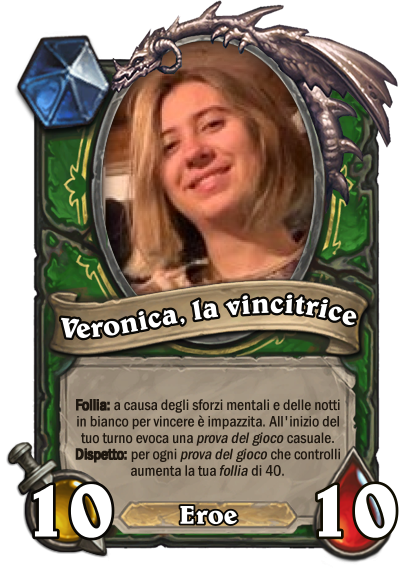 Veronica, la vincitrice
Follia: a causa degli sforzi mentali e delle notti
in bianco per vincere è impazzita. All'inizio del
tuo turno evoca una prova del gioco casuale.
Dispetto: per ogni prova del gioco che controlli
aumenta la tua follia di 40.
10
Eroe
10